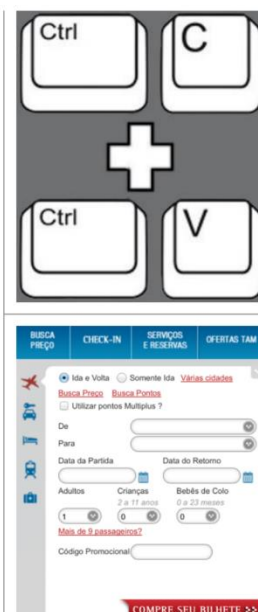 Ctrl C
Ctrl V
BUSCA PREÇO CHECK-IN SERVIÇOS E RESERVAS OFERTAS TAM
Ida e Volta Somente Ida Várias cidades
Busca Preço Busca Pontos
Utilizar pontos Multiplus ?
De
Para
Data da Partida Data do Retorno
Adultos Crianças Bebês de Colo
2 a 11 anos 0 a 23 meses
1 0 0
Mais de 9 passageiros?
Código Promocional
COMPRE SEU BILHETE >>